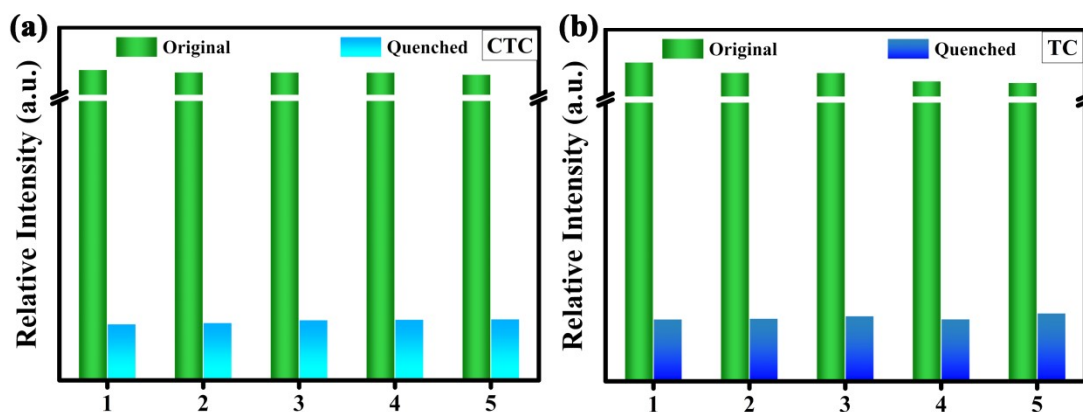 (a)
Original
Quenched
CTC
Relative Intensity (a.u.)
1 2 3 4 5
(b)
Original
Quenched
TC
Relative Intensity (a.u.)
1 2 3 4 5